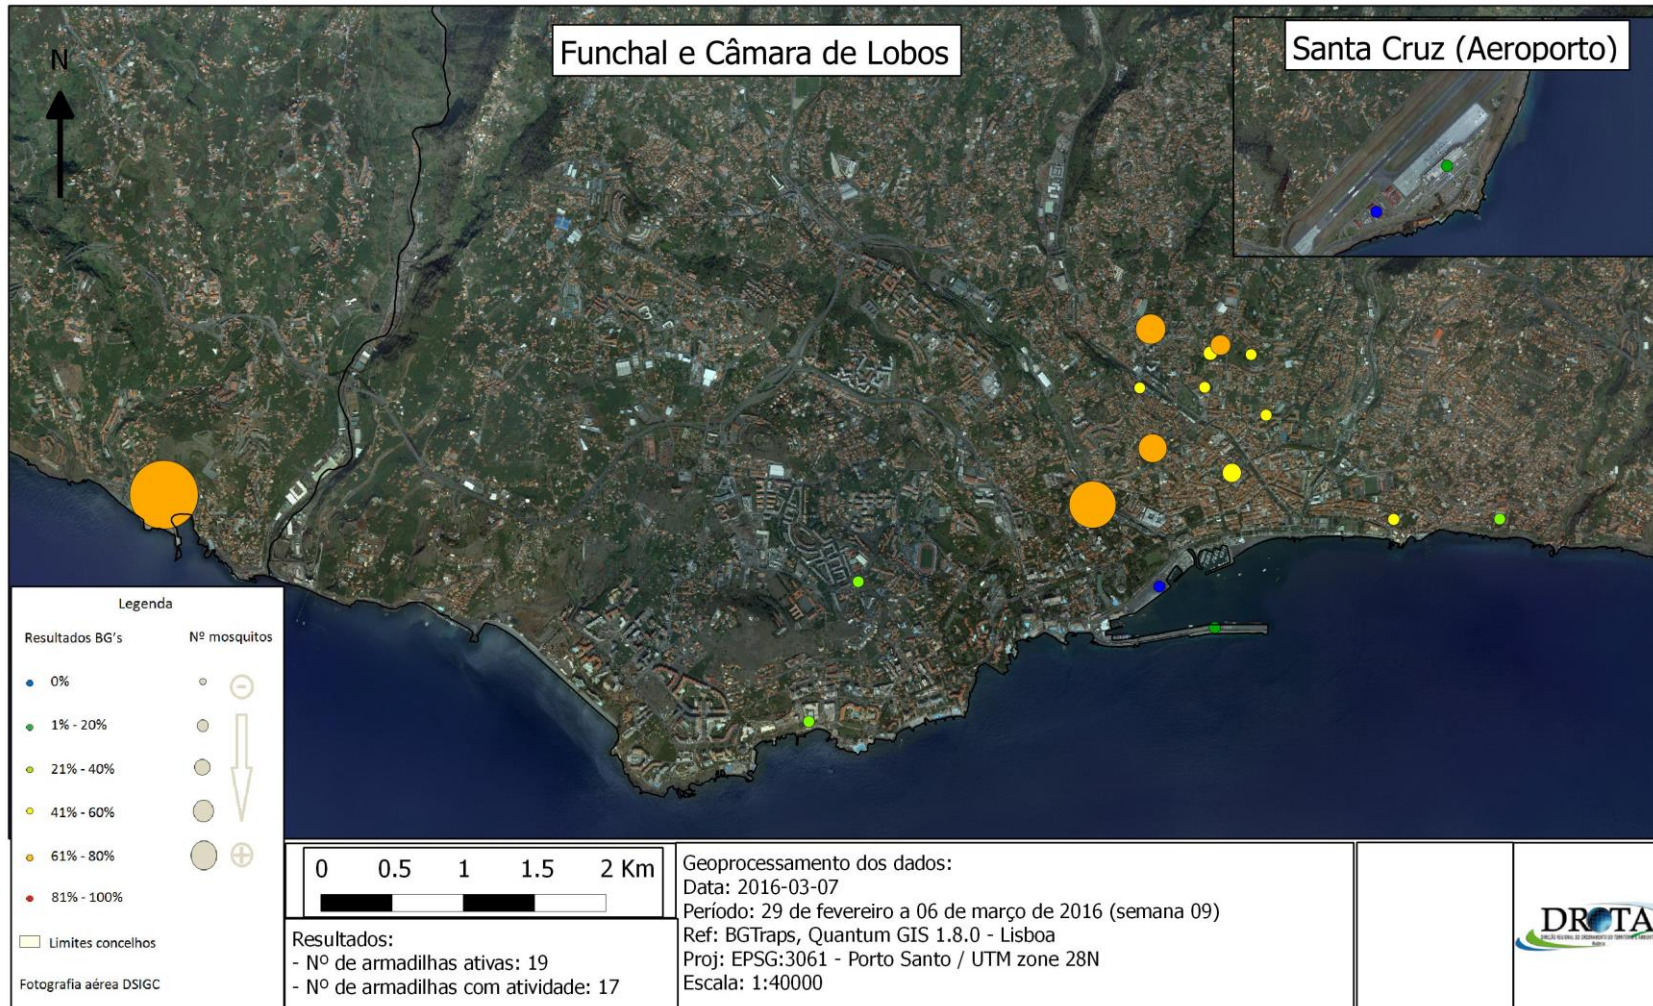 N
Funchal e Câmara de Lobos
Santa Cruz (Aeroporto)
Legenda
Resultados BG's
Nº mosquitos
0%
1% - 20%
21% - 40%
41% - 60%
61% - 80%
81% - 100%
Limites concelhos
Fotografia aérea DSIGC
0 0.5 1 1.5 2 Km
Resultados:
- Nº de armadilhas ativas: 19
- Nº de armadilhas com atividade: 17
Geoprocessamento dos dados:
Data: 2016-03-07
Período: 29 de fevereiro a 06 de março de 2016 (semana 09)
Ref: BGTraps, Quantum GIS 1.8.0 - Lisboa
Proj: EPSG:3061 - Porto Santo / UTM zone 28N
Escala: 1:40000
DROTA